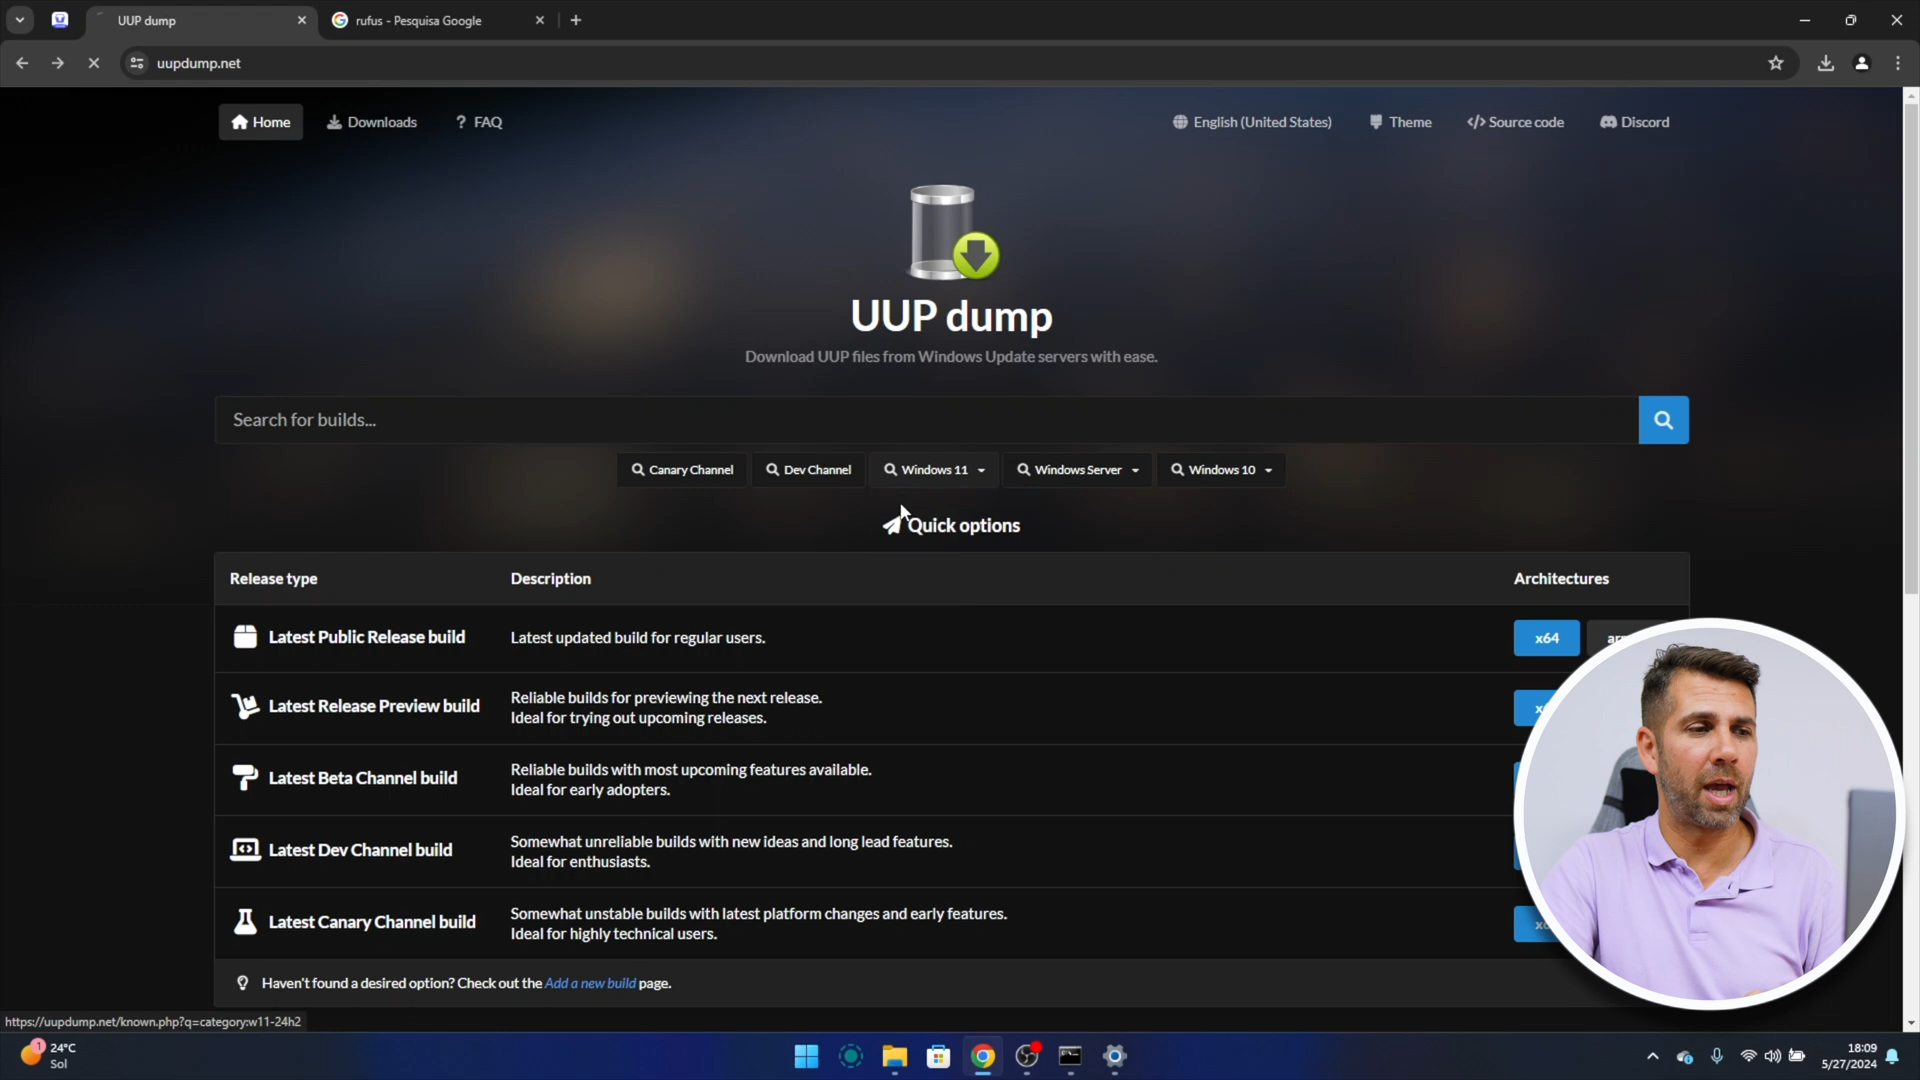 UUP dump
rufus - Pesquisa Google
uupdump.net
Home
Downloads
? FAQ
English (United States)
Theme
</> Source code
Discord
UUP dump
Download UUP files from Windows Update servers with ease.
Search for builds...
Canary Channel
Dev Channel
Windows 11
Windows Server
Windows 10
Quick options
Release type
Description
Architectures
Latest Public Release build
Latest updated build for regular users.
x64
Latest Release Preview build
Reliable builds for previewing the next release.
Ideal for trying out upcoming releases.
Latest Beta Channel build
Reliable builds with most upcoming features available.
Ideal for early adopters.
Latest Dev Channel build
Somewhat unreliable builds with new ideas and long lead features.
Ideal for enthusiasts.
Latest Canary Channel build
Somewhat unstable builds with latest platform changes and early features.
Ideal for highly technical users.
Haven't found a desired option? Check out the Add a new build page.
https://uupdump.net/known.php?q=category:w11-24h2
1
24°C
Sol
18:09
5/27/2024